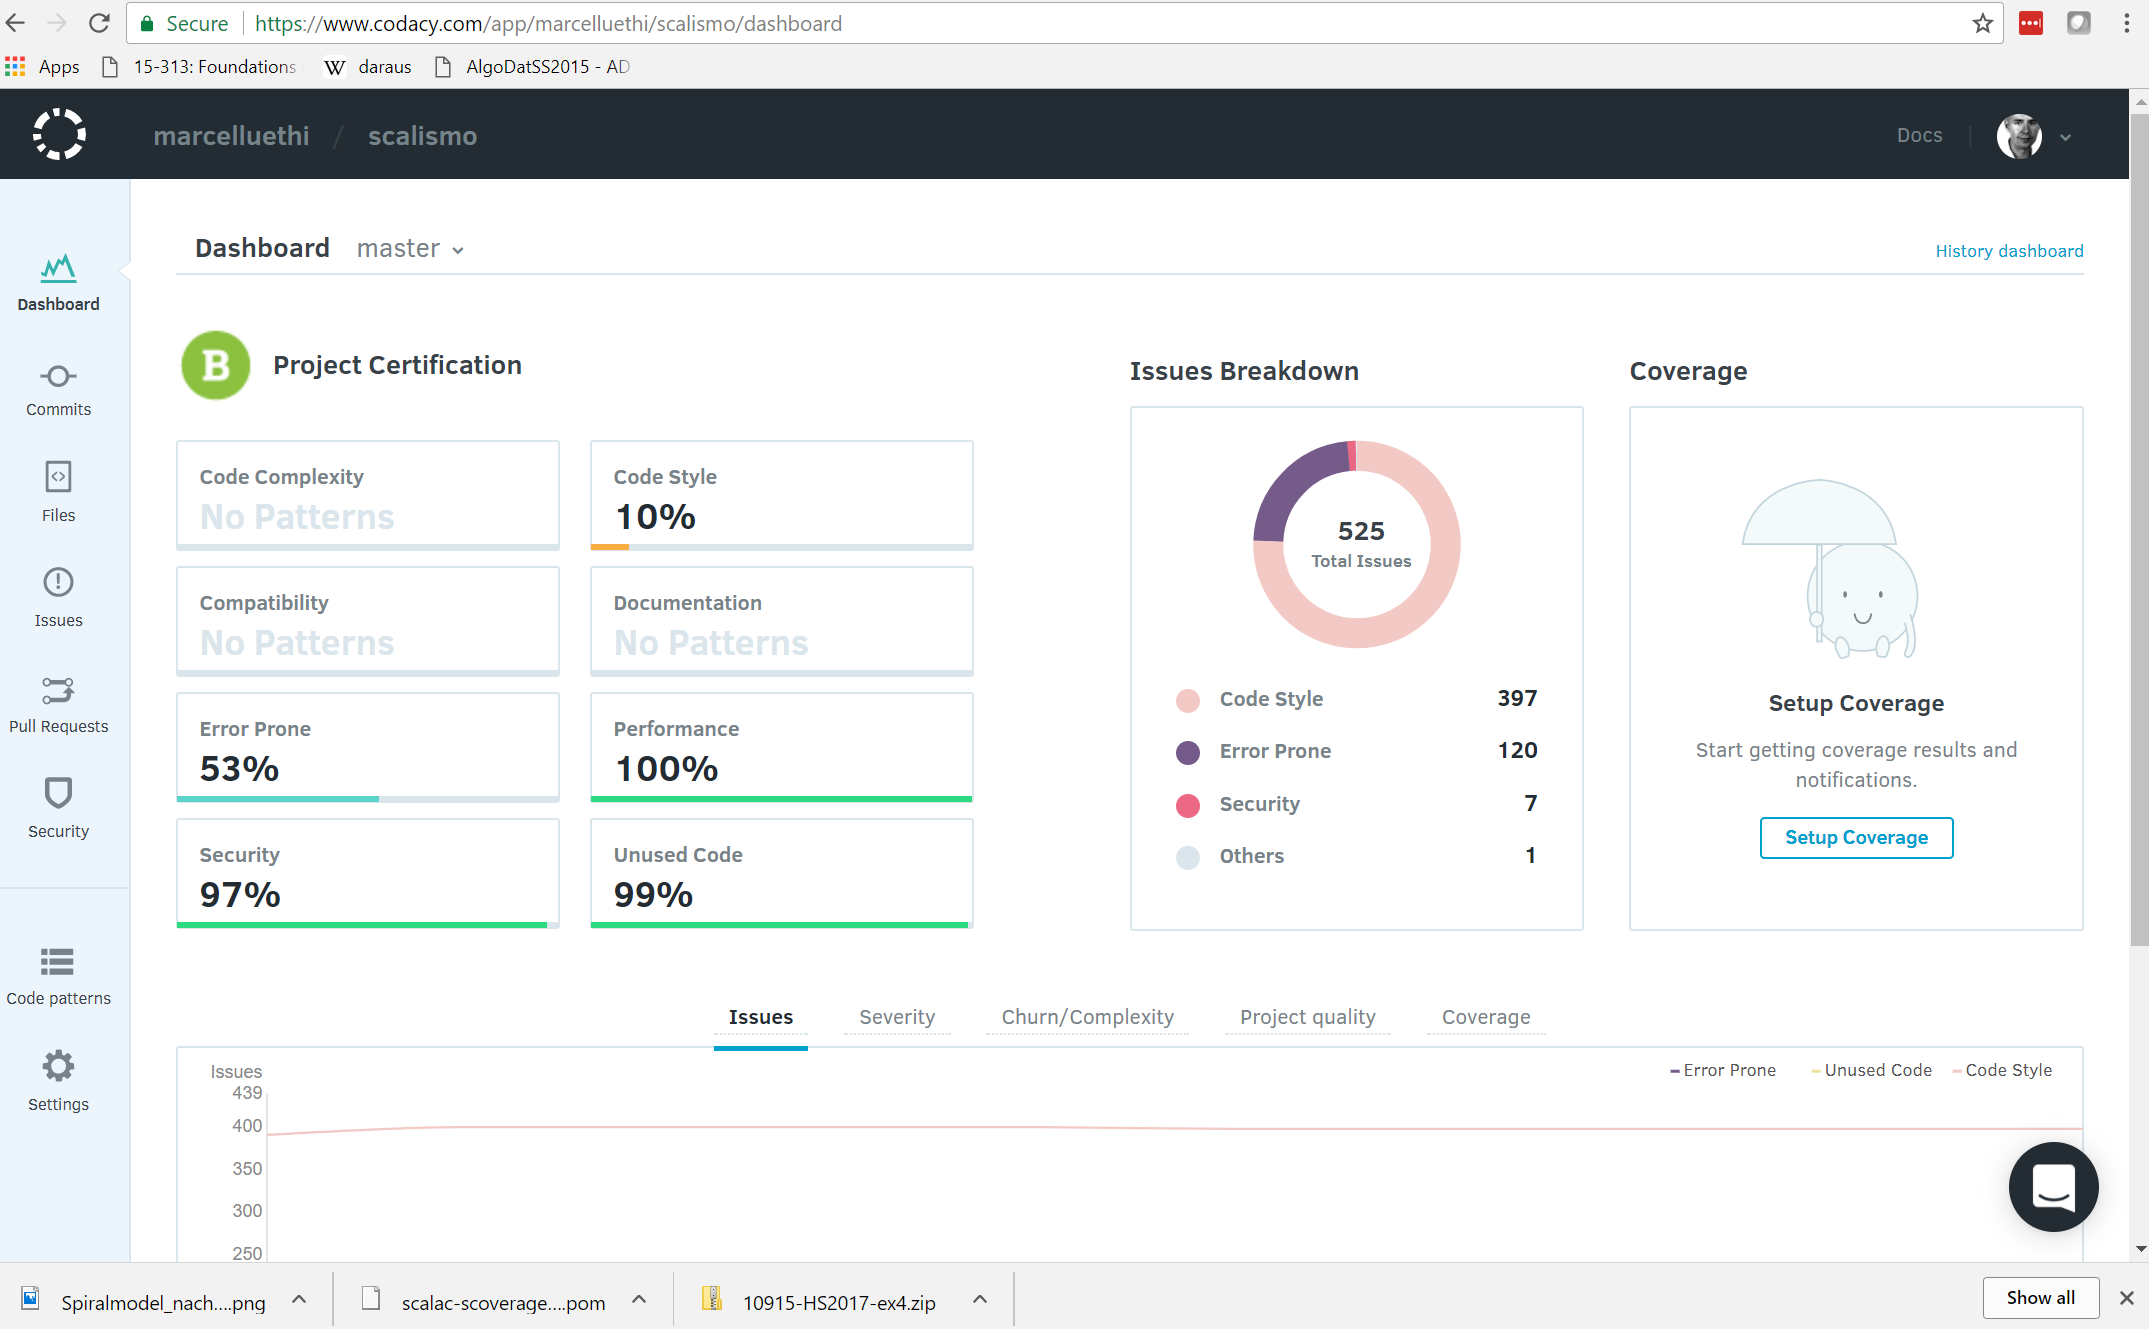 Secure https://www.codacy.com/app/marcelluethi/scalismo/dashboard
Apps 15-313: Foundations W daraus AlgoDatSS2015 - AD
marcelluethi / scalismo Docs
Dashboard master
History dashboard
Dashboard
Commits
Files
Issues
Pull Requests
Security
Code patterns
Settings
B Project Certification
Code Complexity
No Patterns
Code Style
10%
Compatibility
No Patterns
Documentation
No Patterns
Error Prone
53%
Performance
100%
Security
97%
Unused Code
99%
Issues Breakdown
525
Total Issues
Code Style 397
Error Prone 120
Security 7
Others 1
Coverage
Setup Coverage
Start getting coverage results and
notifications.
Setup Coverage
Issues Severity Churn/Complexity Project quality Coverage
Issues
Error Prone Unused Code Code Style
439
400
350
300
250
Spiralmodel_nach....png scalac-scoverage....pom 10915-HS2017-ex4.zip Show all